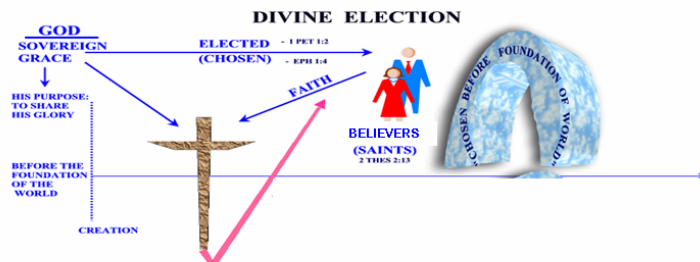 DIVINE ELECTION
GOD
SOVEREIGN
GRACE
ELECTED
(CHOSEN)
- 1 PET 1:2
- EPH 1:4
FAITH
HIS PURPOSE:
TO SHARE
HIS GLORY
BELIEVERS
(SAINTS)
2 THES 2:13
"CHOSEN BEFORE FOUNDATION OF WORLD"
BEFORE THE
FOUNDATION
OF THE
WORLD
CREATION